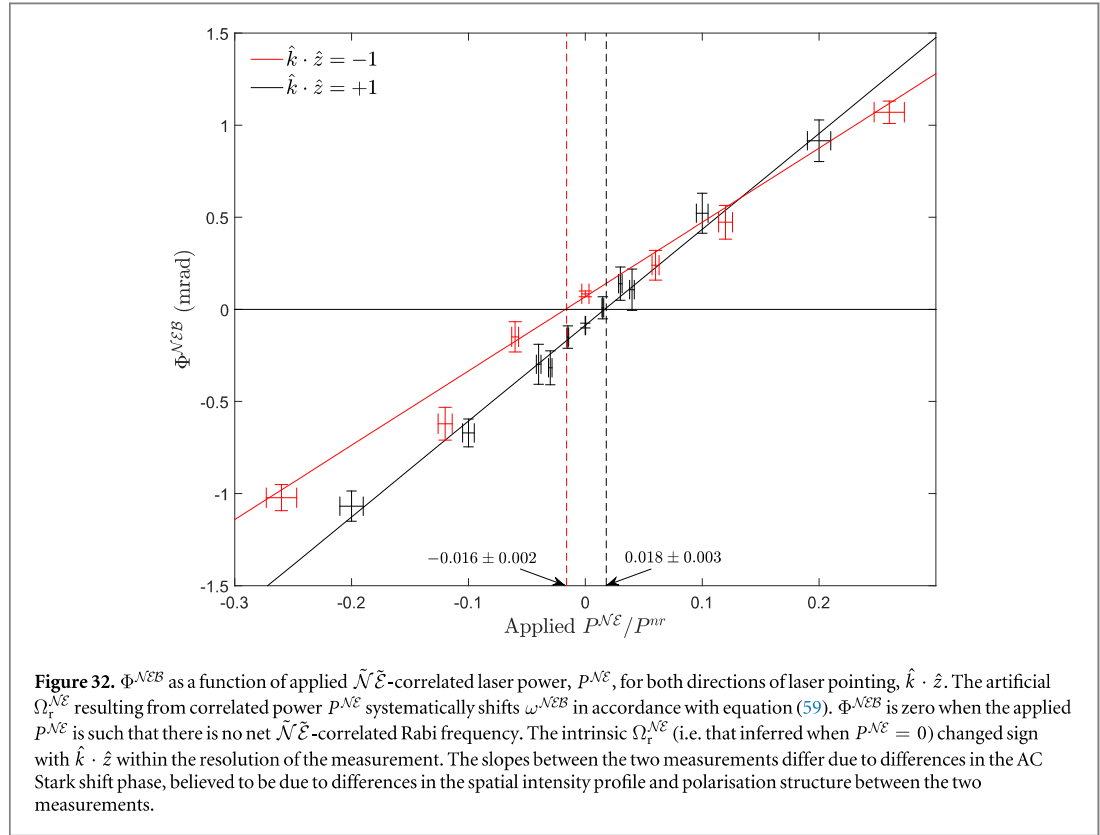 1.5
1
0.5
0
-0.5
-1
-1.5
Φ^{𝒩ℰℬ} (mrad)
k̂ · ẑ = −1
k̂ · ẑ = +1
−0.016 ± 0.002
0.018 ± 0.003
-0.3 -0.2 -0.1 0 0.1 0.2
Applied P^{𝒩ℰ}/P^{nr}
Figure 32. Φ^{𝒩ℰℬ} as a function of applied 𝒩̃ℰ̃-correlated laser power, P^{𝒩ℰ}, for both directions of laser pointing, k̂ · ẑ. The artificial
Ω_r^{𝒩ℰ} resulting from correlated power P^{𝒩ℰ} systematically shifts ω^{𝒩ℰℬ} in accordance with equation (59). Φ^{𝒩ℰℬ} is zero when the applied
P^{𝒩ℰ} is such that there is no net 𝒩̃ℰ̃-correlated Rabi frequency. The intrinsic Ω_r^{𝒩ℰ} (i.e. that inferred when P^{𝒩ℰ} = 0) changed sign
with k̂ · ẑ within the resolution of the measurement. The slopes between the two measurements differ due to differences in the AC
Stark shift phase, believed to be due to differences in the spatial intensity profile and polarisation structure between the two
measurements.